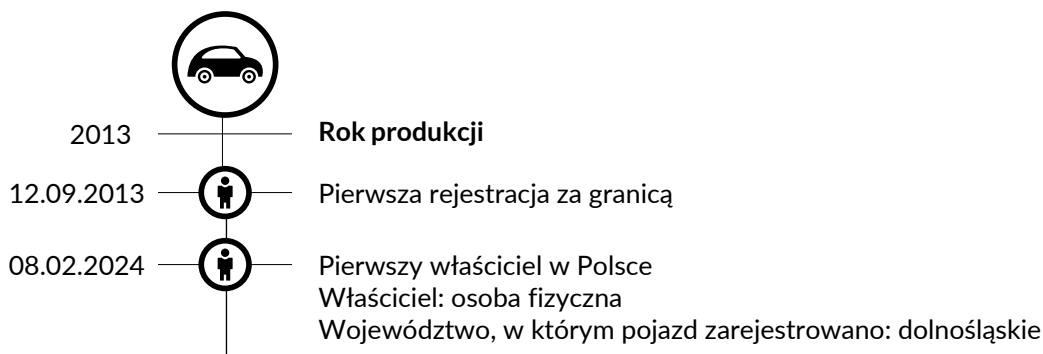 2013 Rok produkcji
12.09.2013 Pierwsza rejestracja za granicą
08.02.2024 Pierwszy właściciel w Polsce
Właściciel: osoba fizyczna
Województwo, w którym pojazd zarejestrowano: dolnośląskie